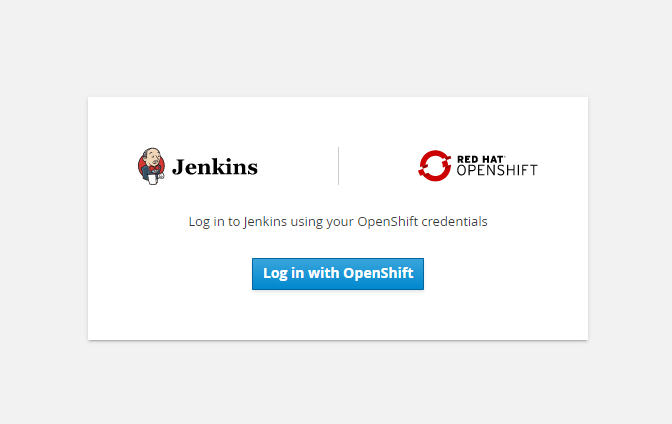 Jenkins
RED HAT®
OPENSHIFT
Log in to Jenkins using your OpenShift credentials
Log in with OpenShift